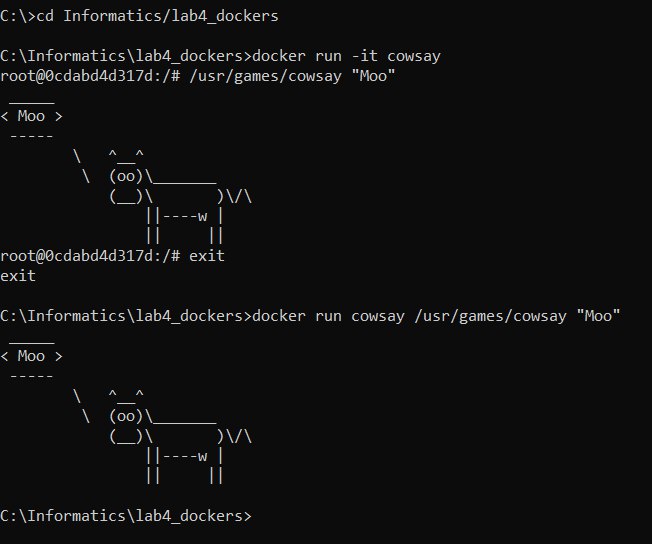 C:\>cd Informatics/lab4_dockers

C:\Informatics\lab4_dockers>docker run -it cowsay
root@0cdabd4d317d:/# /usr/games/cowsay "Moo"
 _____
< Moo >
 -----
        \   ^__^
         \  (oo)\_______
            (__)\       )\/\
                ||----w |
                ||     ||
root@0cdabd4d317d:/# exit
exit

C:\Informatics\lab4_dockers>docker run cowsay /usr/games/cowsay "Moo"
 _____
< Moo >
 -----
        \   ^__^
         \  (oo)\_______
            (__)\       )\/\
                ||----w |
                ||     ||

C:\Informatics\lab4_dockers>